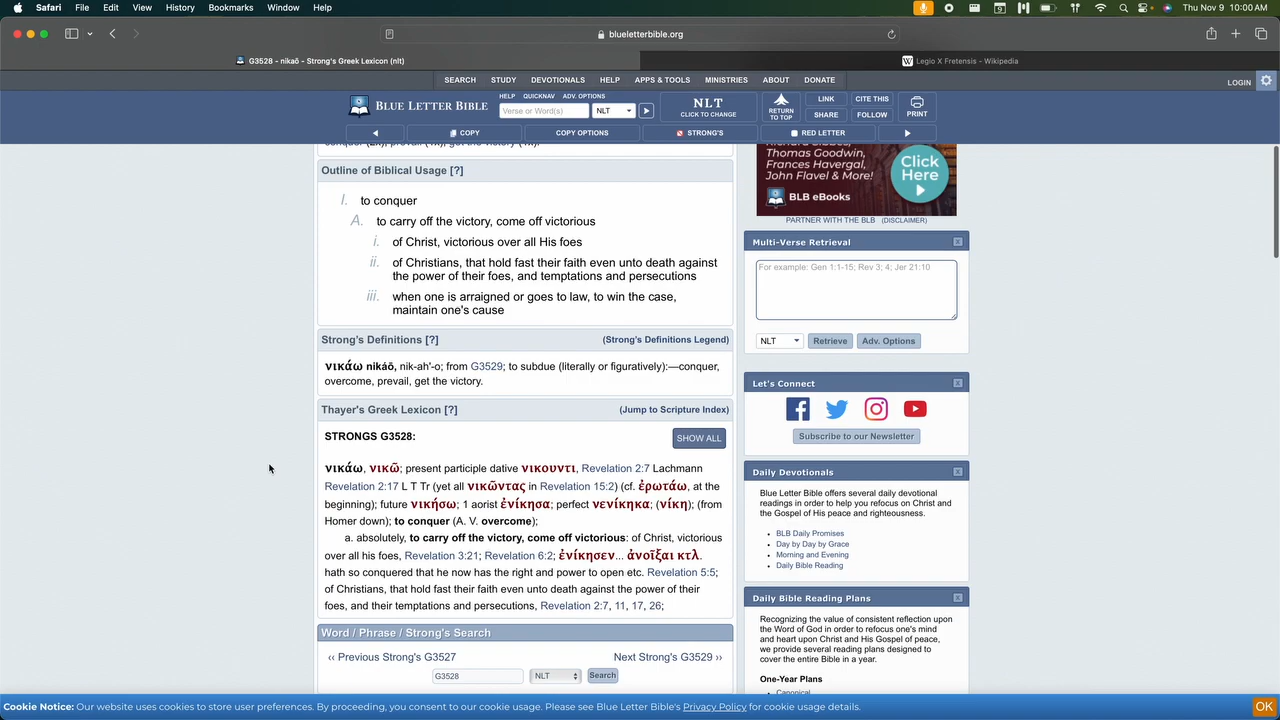 Safari File Edit View History Bookmarks Window Help Thu Nov 9 10:00 AM
blueletterbible.org
G3528 - nikaō - Strong's Greek Lexicon (nlt)
Legio X Fretensis - Wikipedia
SEARCH STUDY DEVOTIONALS HELP APPS & TOOLS MINISTRIES ABOUT DONATE
LOGIN
BLUE LETTER BIBLE
HELP QUICKNAV ADV. OPTIONS
Verse or Word(s) NLT
NLT
CLICK TO CHANGE
RETURN
TO TOP
LINK
SHARE
CITE THIS
FOLLOW
PRINT
COPY COPY OPTIONS STRONG'S RED LETTER
Outline of Biblical Usage [?]
I. to conquer
A. to carry off the victory, come off victorious
i. of Christ, victorious over all His foes
ii. of Christians, that hold fast their faith even unto death against
the power of their foes, and temptations and persecutions
iii. when one is arraigned or goes to law, to win the case,
maintain one's cause
Strong's Definitions [?] (Strong's Definitions Legend)
νικάω nikáō, nik-ah'-o; from G3529; to subdue (literally or figuratively):—conquer,
overcome, prevail, get the victory.
Thayer's Greek Lexicon [?] (Jump to Scripture Index)
STRONGS G3528:
SHOW ALL
νικάω, νικῶ; present participle dative νικουντι, Revelation 2:7 Lachmann
Revelation 2:17 L T Tr (yet all νικῶντας in Revelation 15:2) (cf. ἐρωτάω, at the
beginning); future νικήσω; 1 aorist ἐνίκησα; perfect νενίκηκα; (νίκη); (from
Homer down); to conquer (A. V. overcome);
a. absolutely, to carry off the victory, come off victorious: of Christ, victorious
over all his foes, Revelation 3:21; Revelation 6:2; ἐνίκησεν... ἀνοῖξαι κτλ.
hath so conquered that he now has the right and power to open etc. Revelation 5:5;
of Christians, that hold fast their faith even unto death against the power of their
foes, and their temptations and persecutions, Revelation 2:7, 11, 17, 26;
Word / Phrase / Strong's Search
‹‹ Previous Strong's G3527 Next Strong's G3529 ››
G3528 NLT Search
Thomas Goodwin,
Frances Havergal,
John Flavel & More!
Click
Here
BLB eBooks
PARTNER WITH THE BLB (DISCLAIMER)
Multi-Verse Retrieval
For example: Gen 1:1-15; Rev 3; 4; Jer 21:10
NLT Retrieve Adv. Options
Let's Connect
Subscribe to our Newsletter
Daily Devotionals
Blue Letter Bible offers several daily devotional
readings in order to help you refocus on Christ and
the Gospel of His peace and righteousness.
BLB Daily Promises
Day by Day by Grace
Morning and Evening
Daily Bible Reading
Daily Bible Reading Plans
Recognizing the value of consistent reflection upon
the Word of God in order to refocus one's mind
and heart upon Christ and His Gospel of peace,
we provide several reading plans designed to
cover the entire Bible in a year.
One-Year Plans
Cookie Notice: Our website uses cookies to store user preferences. By proceeding, you consent to our cookie usage. Please see Blue Letter Bible's Privacy Policy for cookie usage details.
OK